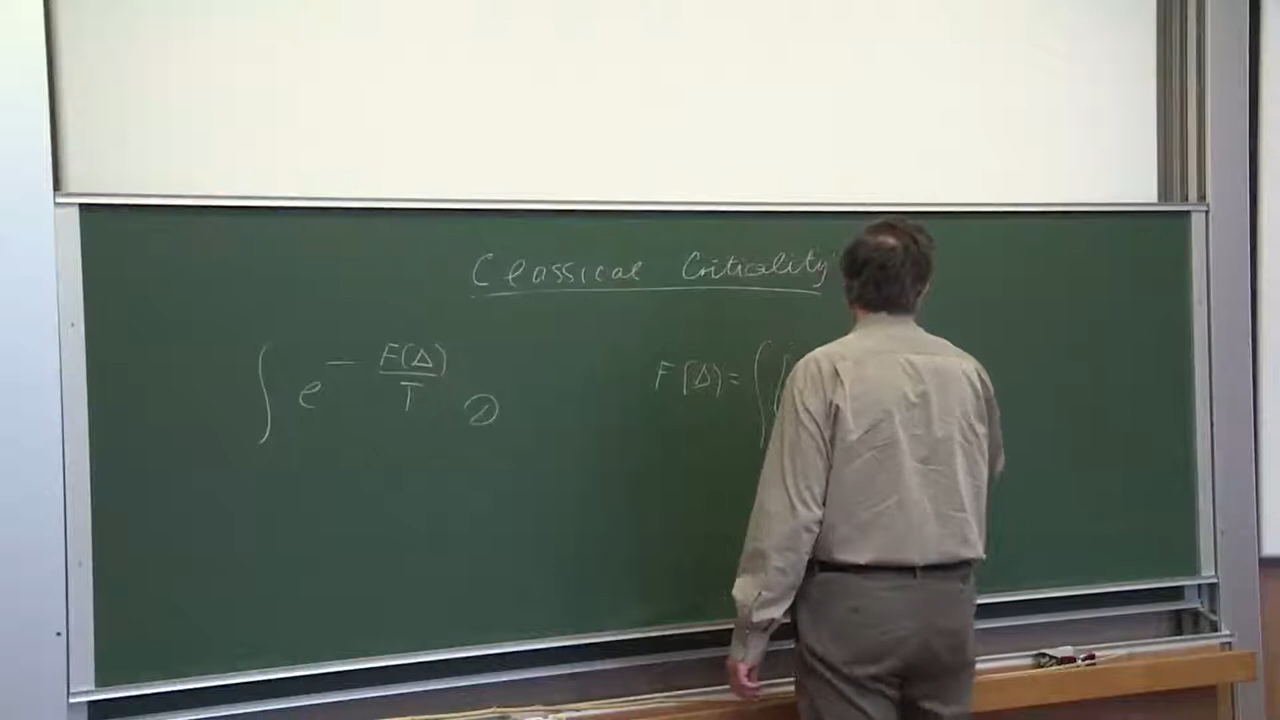 Classical Criticality
∫ e^{- F(Δ)/T} 𝒟
F(Δ) = ∫